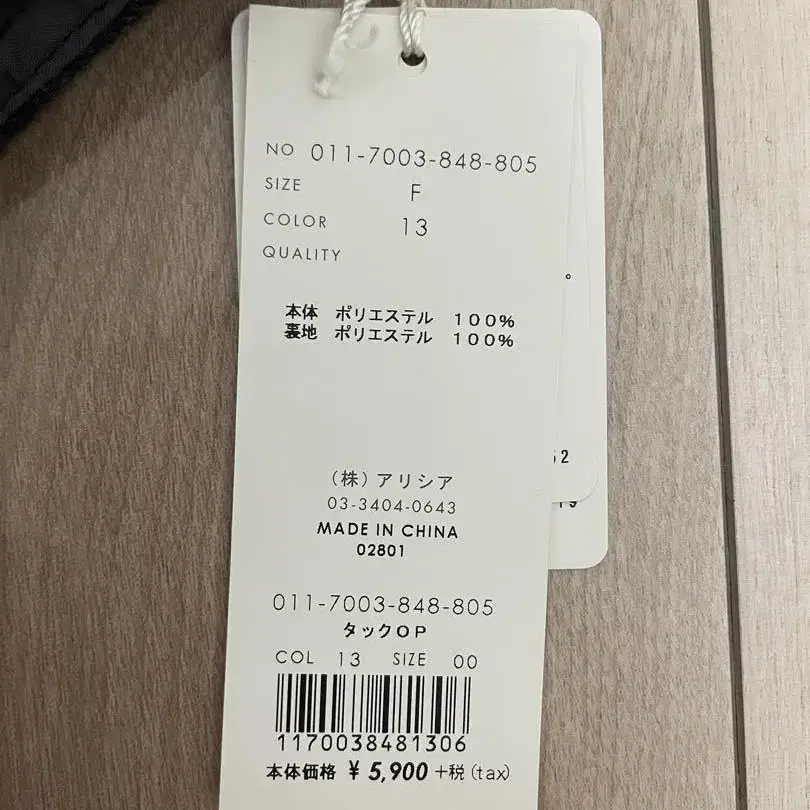 NO 011-7003-848-805
SIZE F
COLOR 13
QUALITY
本体 ポリエステル 100%
裏地 ポリエステル 100%
(株)アリシア
03-3404-0643
MADE IN CHINA
02801
011-7003-848-805
タックOP
COL 13 SIZE 00
1170038481306
本体価格 ¥ 5,900 +税(tax)